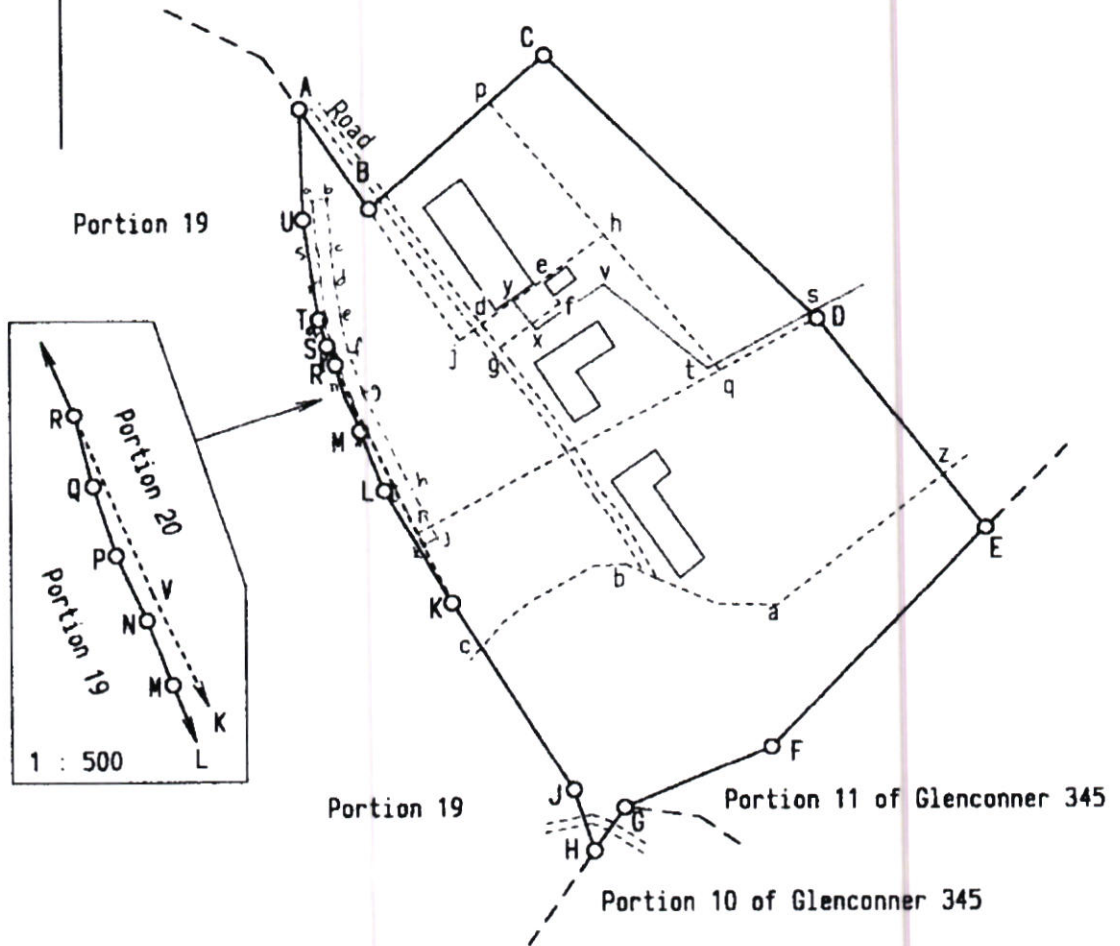 C
p
A
Road
B
Portion 19
U
b
s
c
d
h
e
y
v
d
f
s
D
T
e
x
S
f
j
g
t
q
R
m
g
M
z
L
h
E
j
b
K
a
c
R
Portion 20
Q
P
V
N
Portion 19
M
K
L
1 : 500
F
J
Portion 19
G
Portion 11 of Glenconner 345
H
Portion 10 of Glenconner 345